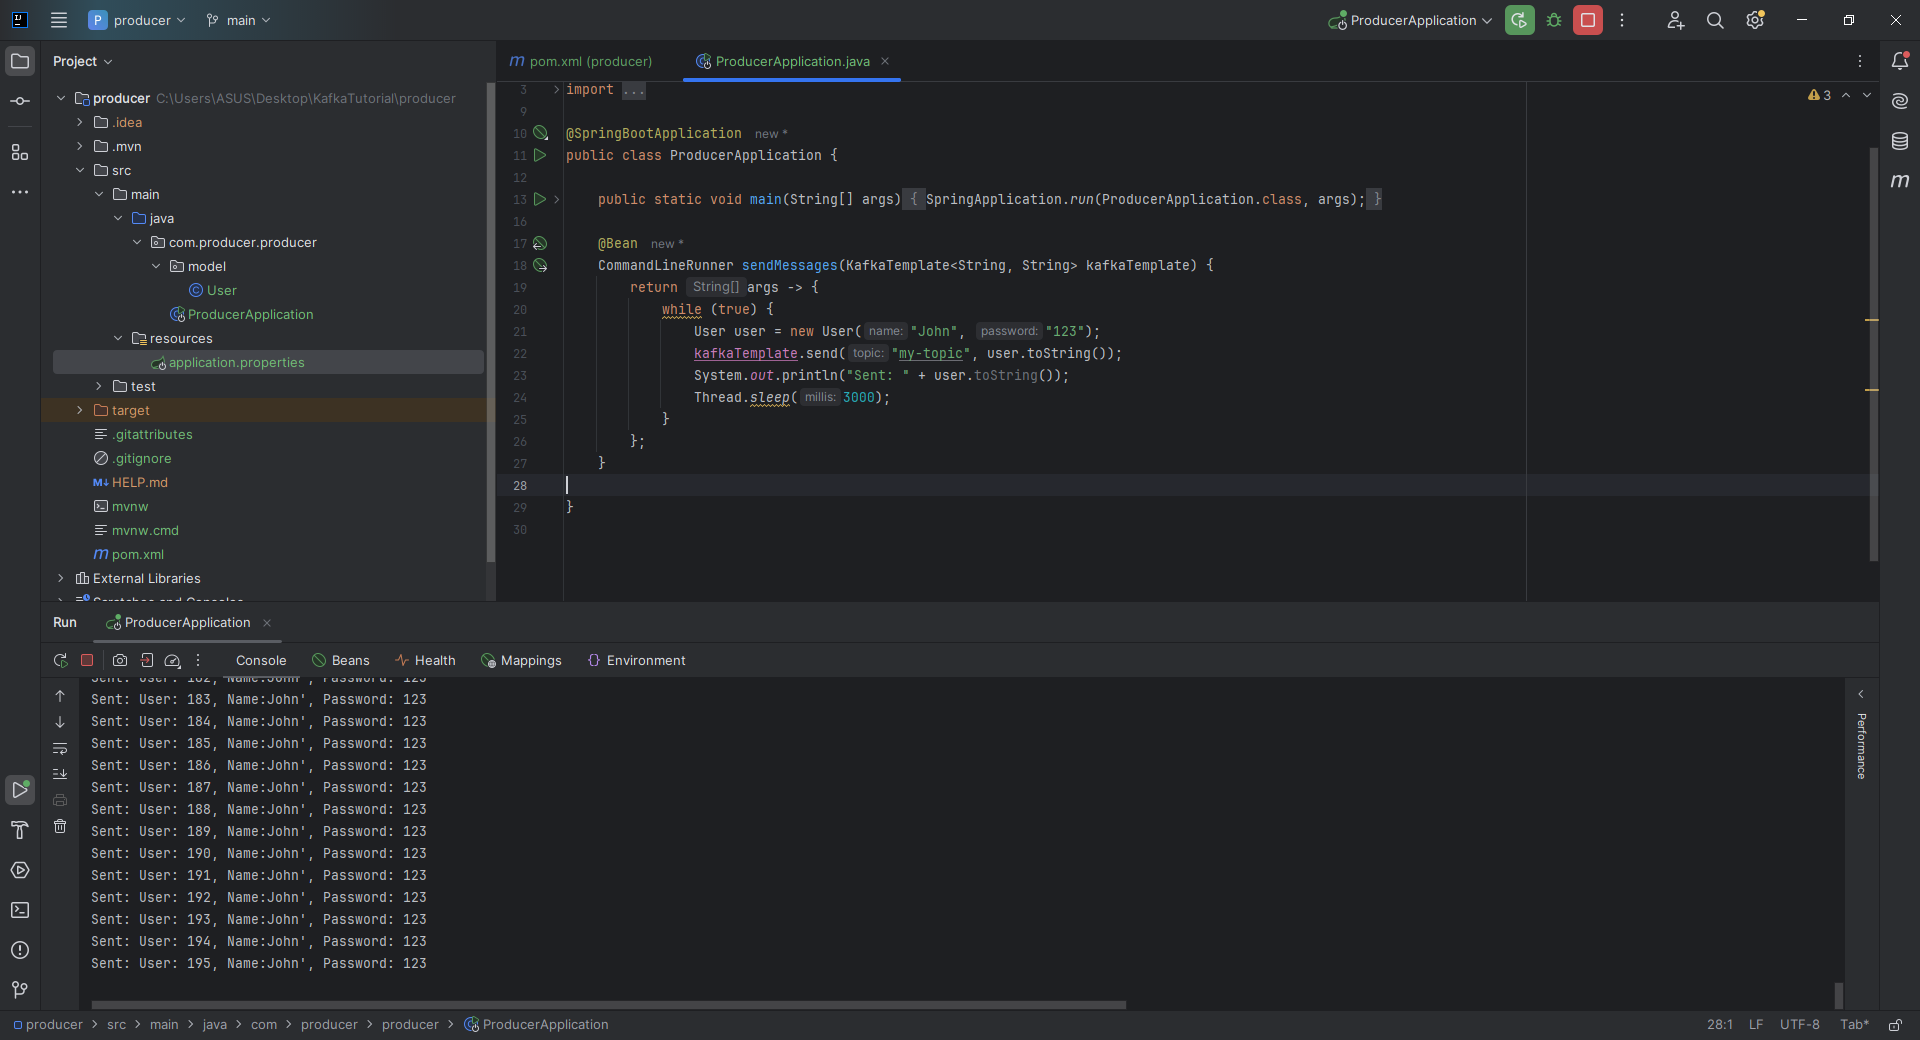 P producer main ProducerApplication
Project
pom.xml (producer) ProducerApplication.java
producer C:\Users\ASUS\Desktop\KafkaTutorial\producer
.idea
.mvn
src
main
java
com.producer.producer
model
User
ProducerApplication
resources
application.properties
test
target
.gitattributes
.gitignore
M↓ HELP.md
mvnw
mvnw.cmd
m pom.xml
External Libraries
Scratches and Consoles
3 import ...
9
10 @SpringBootApplication new *
11 public class ProducerApplication {
12
13 public static void main(String[] args) { SpringApplication.run(ProducerApplication.class, args); }
16
17 @Bean new *
18 CommandLineRunner sendMessages(KafkaTemplate<String, String> kafkaTemplate) {
19 return String[] args -> {
20 while (true) {
21 User user = new User( name: "John", password: "123");
22 kafkaTemplate.send( topic: "my-topic", user.toString());
23 System.out.println("Sent: " + user.toString());
24 Thread.sleep( millis: 3000);
25 }
26 };
27 }
28
29 }
30
3
Run ProducerApplication
Console Beans Health Mappings Environment
Sent: User: 182, Name:John', Password: 123
Sent: User: 183, Name:John', Password: 123
Sent: User: 184, Name:John', Password: 123
Sent: User: 185, Name:John', Password: 123
Sent: User: 186, Name:John', Password: 123
Sent: User: 187, Name:John', Password: 123
Sent: User: 188, Name:John', Password: 123
Sent: User: 189, Name:John', Password: 123
Sent: User: 190, Name:John', Password: 123
Sent: User: 191, Name:John', Password: 123
Sent: User: 192, Name:John', Password: 123
Sent: User: 193, Name:John', Password: 123
Sent: User: 194, Name:John', Password: 123
Sent: User: 195, Name:John', Password: 123
Performance
producer > src > main > java > com > producer > producer > ProducerApplication
28:1 LF UTF-8 Tab*